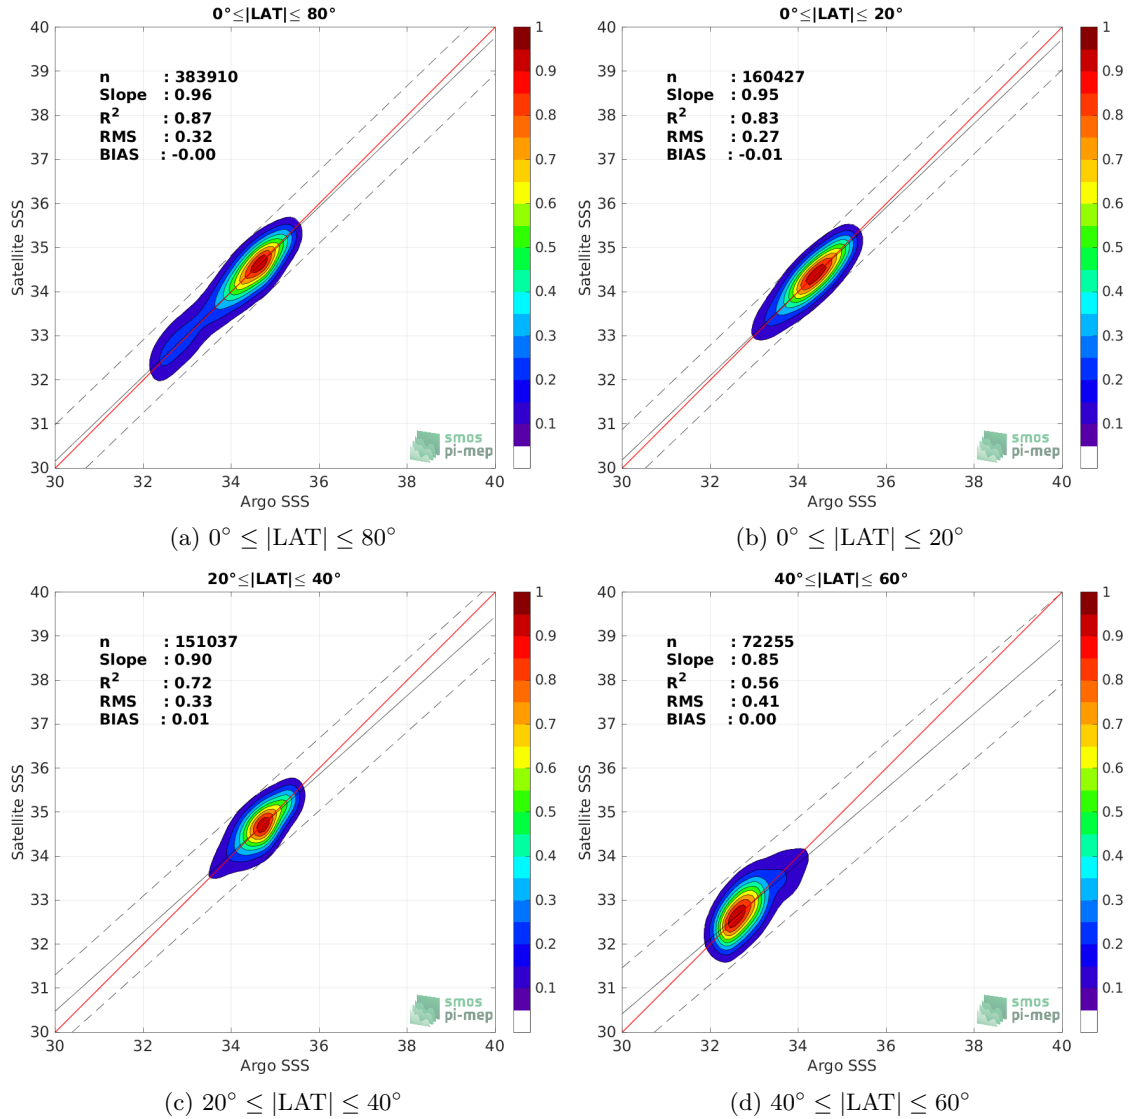 0°≤|LAT|≤ 80°
n : 383910
Slope : 0.96
R² : 0.87
RMS : 0.32
BIAS : -0.00
Satellite SSS
40
39
38
37
36
35
34
33
32
31
30
30 32 34 36 38 40
Argo SSS
1
0.9
0.8
0.7
0.6
0.5
0.4
0.3
0.2
0.1
smos
pi-mep
(a) 0° ≤ |LAT| ≤ 80°
0°≤|LAT|≤ 20°
n : 160427
Slope : 0.95
R² : 0.83
RMS : 0.27
BIAS : -0.01
Satellite SSS
40
39
38
37
36
35
34
33
32
31
30
30 32 34 36 38 40
Argo SSS
1
0.9
0.8
0.7
0.6
0.5
0.4
0.3
0.2
0.1
smos
pi-mep
(b) 0° ≤ |LAT| ≤ 20°
20°≤|LAT|≤ 40°
n : 151037
Slope : 0.90
R² : 0.72
RMS : 0.33
BIAS : 0.01
Satellite SSS
40
39
38
37
36
35
34
33
32
31
30
30 32 34 36 38 40
Argo SSS
1
0.9
0.8
0.7
0.6
0.5
0.4
0.3
0.2
0.1
smos
pi-mep
(c) 20° ≤ |LAT| ≤ 40°
40°≤|LAT|≤ 60°
n : 72255
Slope : 0.85
R² : 0.56
RMS : 0.41
BIAS : 0.00
Satellite SSS
40
39
38
37
36
35
34
33
32
31
30
30 32 34 36 38 40
Argo SSS
1
0.9
0.8
0.7
0.6
0.5
0.4
0.3
0.2
0.1
smos
pi-mep
(d) 40° ≤ |LAT| ≤ 60°